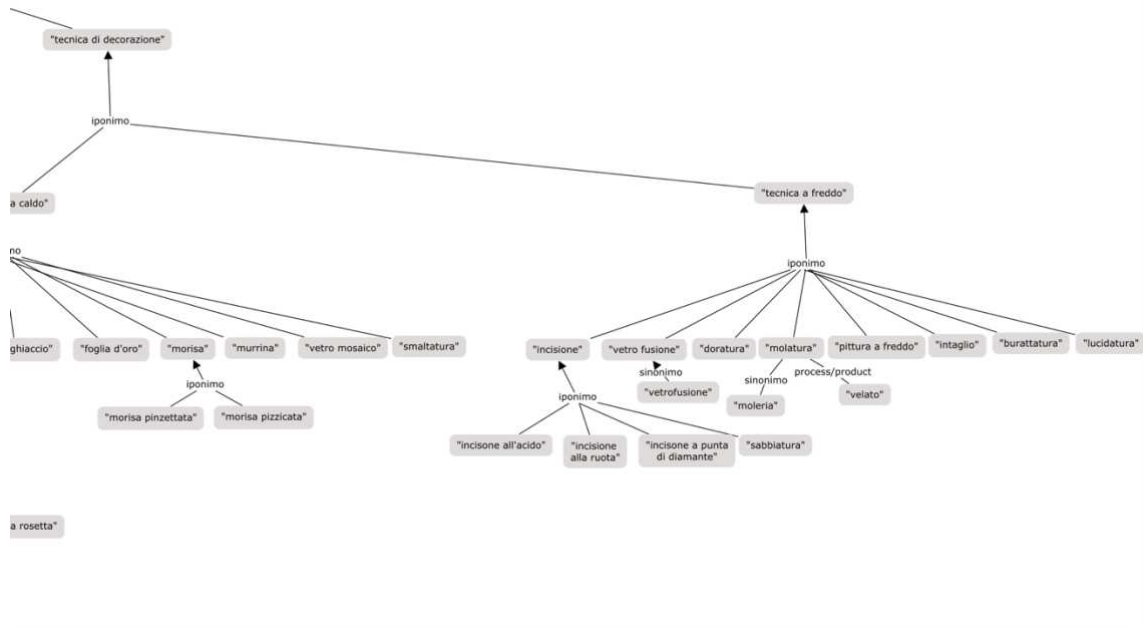 "tecnica di decorazione"
iponimo
"tecnica a freddo"
a caldo"
no
iponimo
ghiaccio"
"foglia d'oro"
"morisa"
"murrina"
"vetro mosaico"
"smaltatura"
"incisione"
"vetro fusione"
"doratura"
"molatura"
"pittura a freddo"
"intaglio"
"burattatura"
"lucidatura"
iponimo
sinonimo
sinonimo
process/product
"morisa pinzettata"
"morisa pizzicata"
iponimo
"vetrofusione"
"moleria"
"velato"
"incisone all'acido"
"incisione
alla ruota"
"incisone a punta
di diamante"
"sabbiatura"
a rosetta"